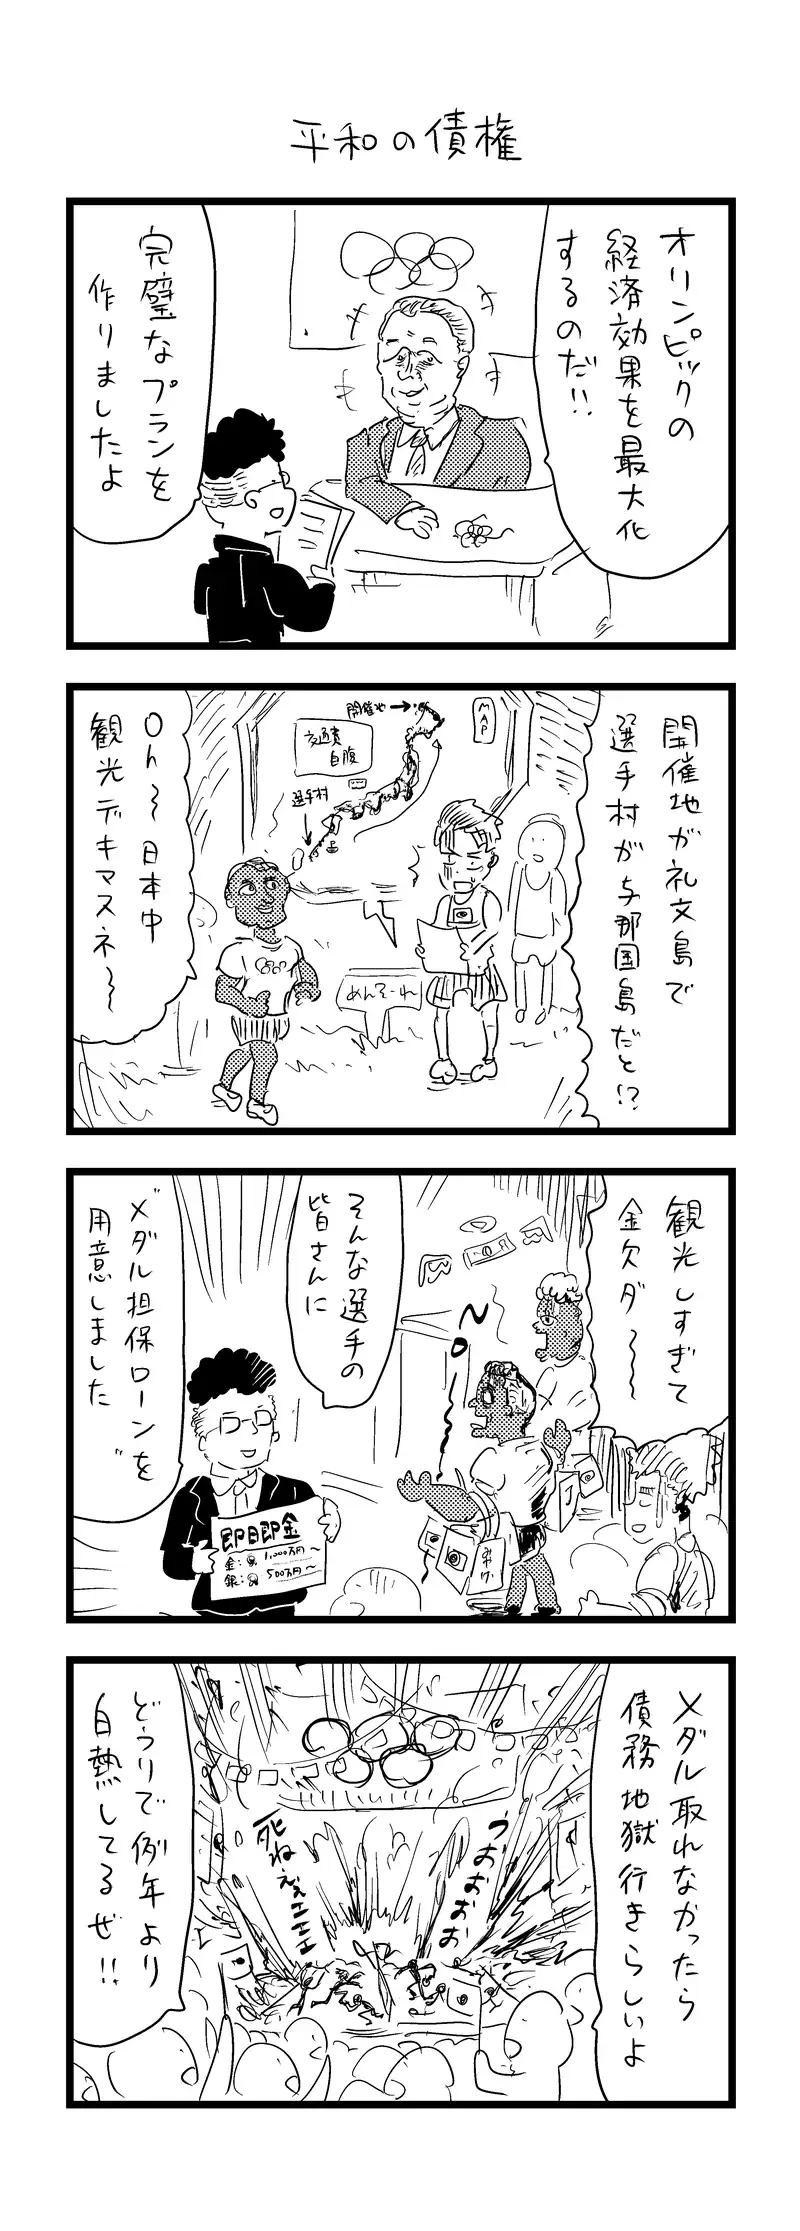 平和の債権
オリンピックの
経済効果を最大化
するのだ!!
完璧なプランを
作りましたよ
開催地が礼文島で
選手村が与那国島だと!?
MAP
開催地→
交通費
自腹
選手村
めんそーれ
Oh〜日本中
観光デキマスネ〜
観光しすぎて
金欠ダ〜〜
NO〜
そんな選手の
皆さんに
メダル担保ローンを
用意しました
即日即金
金: 1,000万円〜
銀: 500万円〜
メダル取れなかったら
債務地獄行きらしいよ
うおおおお
死ねえぇエエエ
どうりで例年より
白熱してるぜ!!